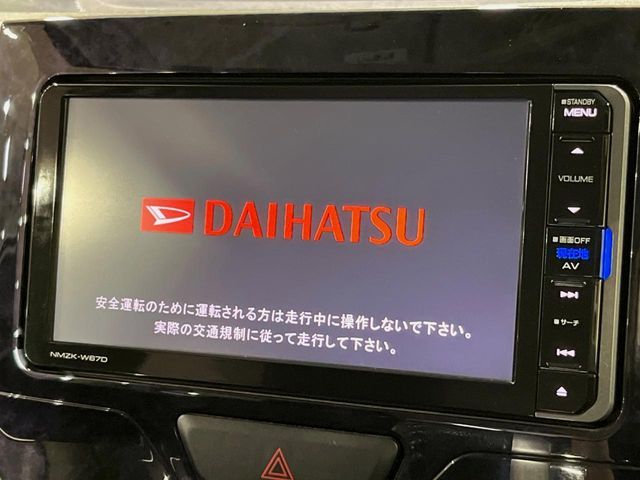 STANDBY
MENU
VOLUME
DAIHATSU
画面OFF
現在地
AV
安全運転のために運転される方は走行中に操作しないで下さい。
実際の交通規制に従って走行して下さい。
サーチ
NMZK-W67D